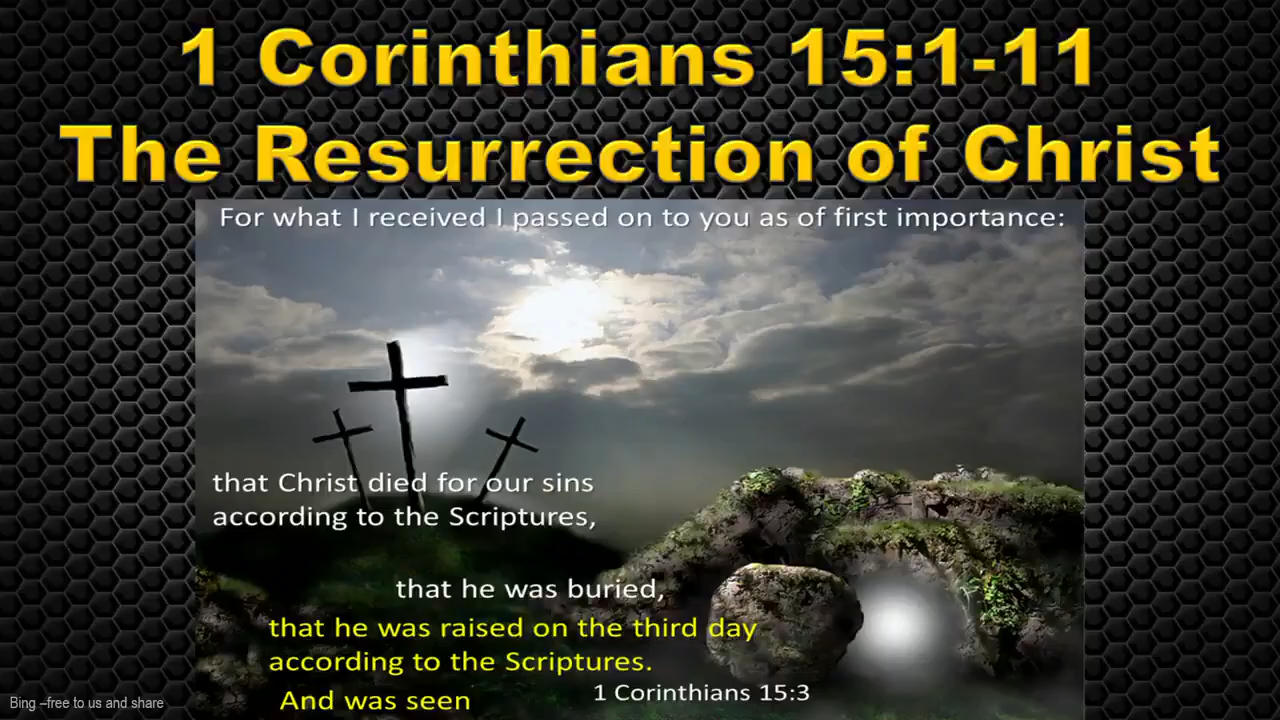 1 Corinthians 15:1-11
The Resurrection of Christ
For what I received I passed on to you as of first importance:
that Christ died for our sins
according to the Scriptures,
that he was buried,
that he was raised on the third day
according to the Scriptures.
And was seen
1 Corinthians 15:3
Bing –free to us and share